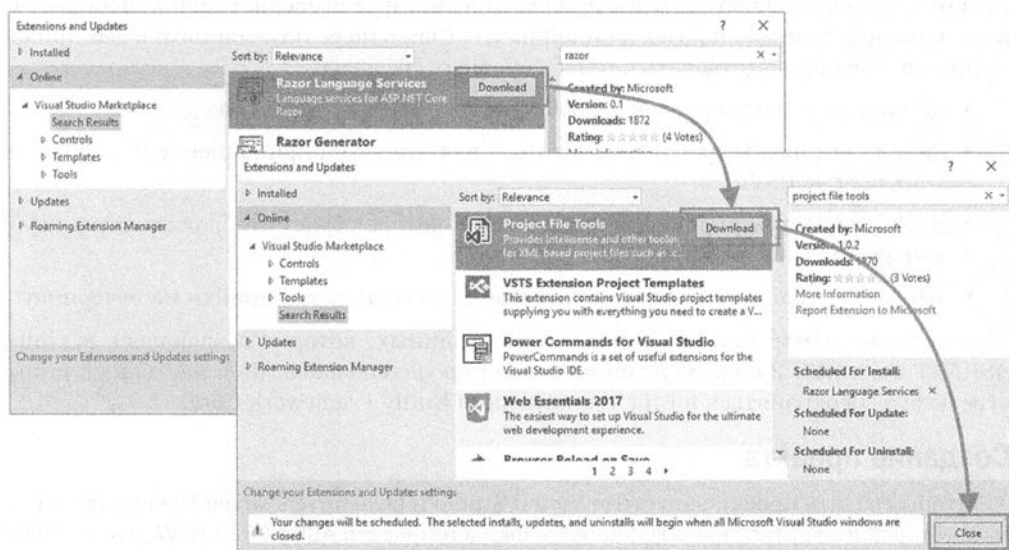 Extensions and Updates
? ×
▷ Installed
Sort by: Relevance
razor
Online
Razor Language Services
Language services for ASP.NET Core Razor
Download
Created by: Microsoft
Version: 0.1
Downloads: 1872
Rating: ☆☆☆☆☆ (4 Votes)
Visual Studio Marketplace
Search Results
Controls
Templates
Tools
Razor Generator
Updates
Roaming Extension Manager
Change your Extensions and Updates settings
Extensions and Updates
? ×
Installed
Sort by: Relevance
project file tools
Online
Project File Tools
Provides Intellisense and other tooling
for XML based project files such as .c...
Download
Created by: Microsoft
Version: 1.0.2
Downloads: 1870
Rating: ☆☆☆☆☆ (3 Votes)
More Information
Report Extension to Microsoft
Visual Studio Marketplace
Controls
Templates
Tools
Search Results
VSTS Extension Project Templates
This extension contains Visual Studio project templates
supplying you with everything you need to create a V...
Updates
Roaming Extension Manager
Power Commands for Visual Studio
PowerCommands is a set of useful extensions for the
Visual Studio IDE.
Web Essentials 2017
The easiest way to set up Visual Studio for the ultimate
web development experience.
Browser Reload on Save
1 2 3 4
Scheduled For Install:
Razor Language Services ×
Scheduled For Update:
None
Scheduled For Uninstall:
None
Change your Extensions and Updates settings
Your changes will be scheduled. The selected installs, updates, and uninstalls will begin when all Microsoft Visual Studio windows are
closed.
Close